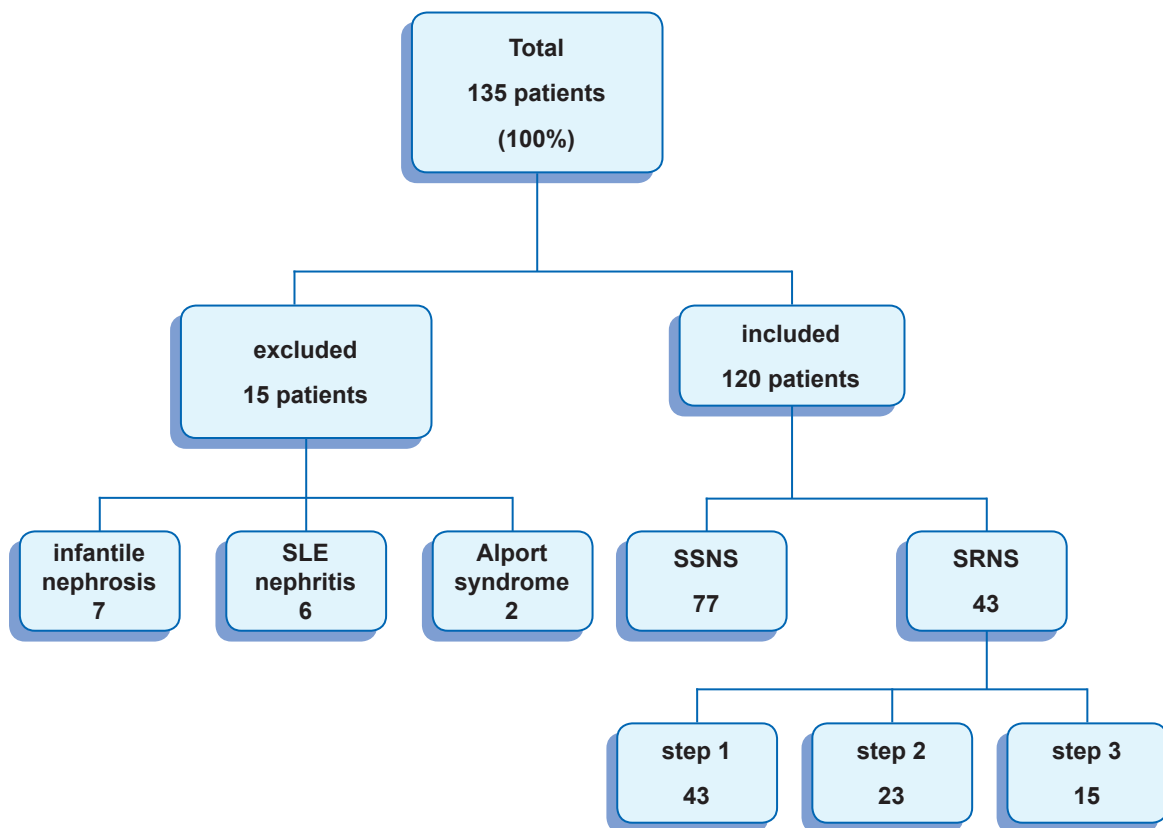 Total
135 patients
(100%)
excluded
15 patients
included
120 patients
infantile
nephrosis
7
SLE
nephritis
6
Alport
syndrome
2
SSNS
77
SRNS
43
step 1
43
step 2
23
step 3
15